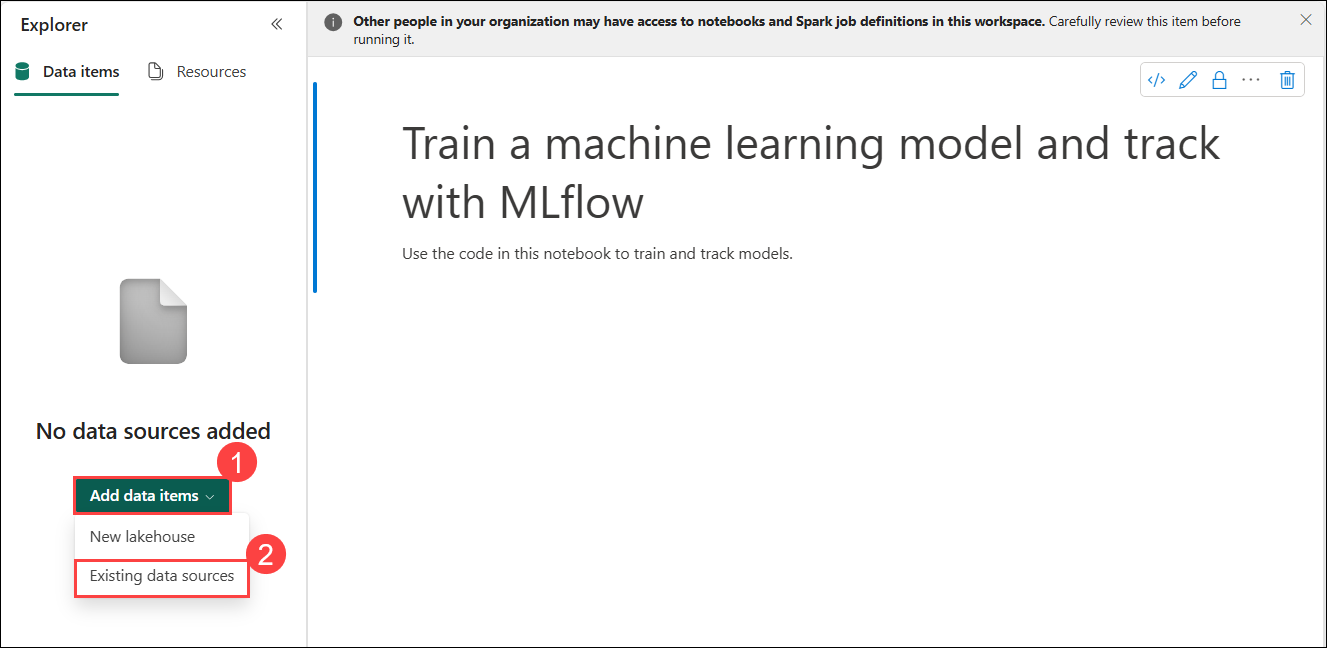 Explorer
Data items
Resources
No data sources added
1
Add data items
New lakehouse
2
Existing data sources
Other people in your organization may have access to notebooks and Spark job definitions in this workspace. Carefully review this item before
running it.
Train a machine learning model and track
with MLflow
Use the code in this notebook to train and track models.